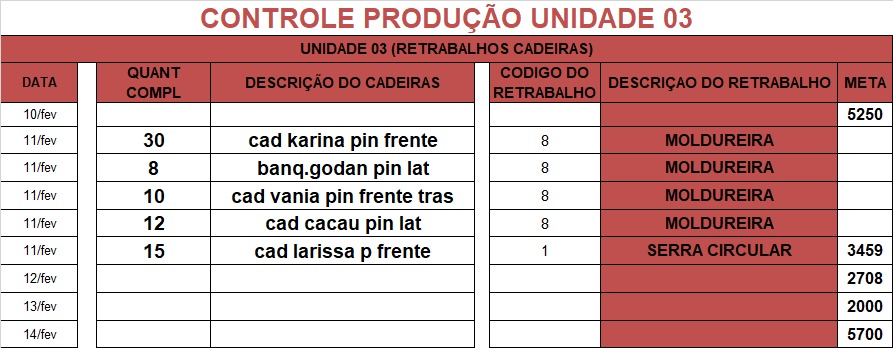 CONTROLE PRODUÇÃO UNIDADE 03
UNIDADE 03 (RETRABALHOS CADEIRAS)
DATA QUANT COMPL DESCRIÇÃO DO CADEIRAS CODIGO DO RETRABALHO DESCRIÇAO DO RETRABALHO META
10/fev 5250
11/fev 30 cad karina pin frente 8 MOLDUREIRA
11/fev 8 banq.godan pin lat 8 MOLDUREIRA
11/fev 10 cad vania pin frente tras 8 MOLDUREIRA
11/fev 12 cad cacau pin lat 8 MOLDUREIRA
11/fev 15 cad larissa p frente 1 SERRA CIRCULAR 3459
12/fev 2708
13/fev 2000
14/fev 5700